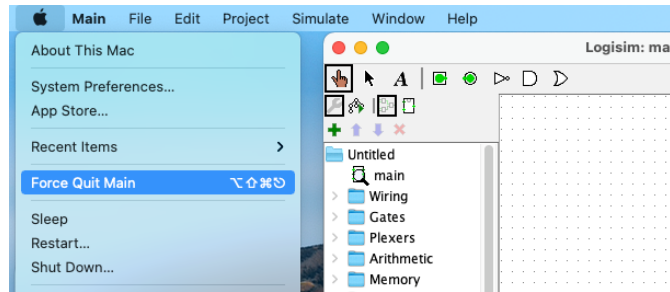 Main File Edit Project Simulate Window Help
About This Mac
System Preferences...
App Store...
Recent Items
Force Quit Main ⌥⇧⌘⎋
Sleep
Restart...
Shut Down...
Logisim: ma
A
Untitled
main
Wiring
Gates
Plexers
Arithmetic
Memory